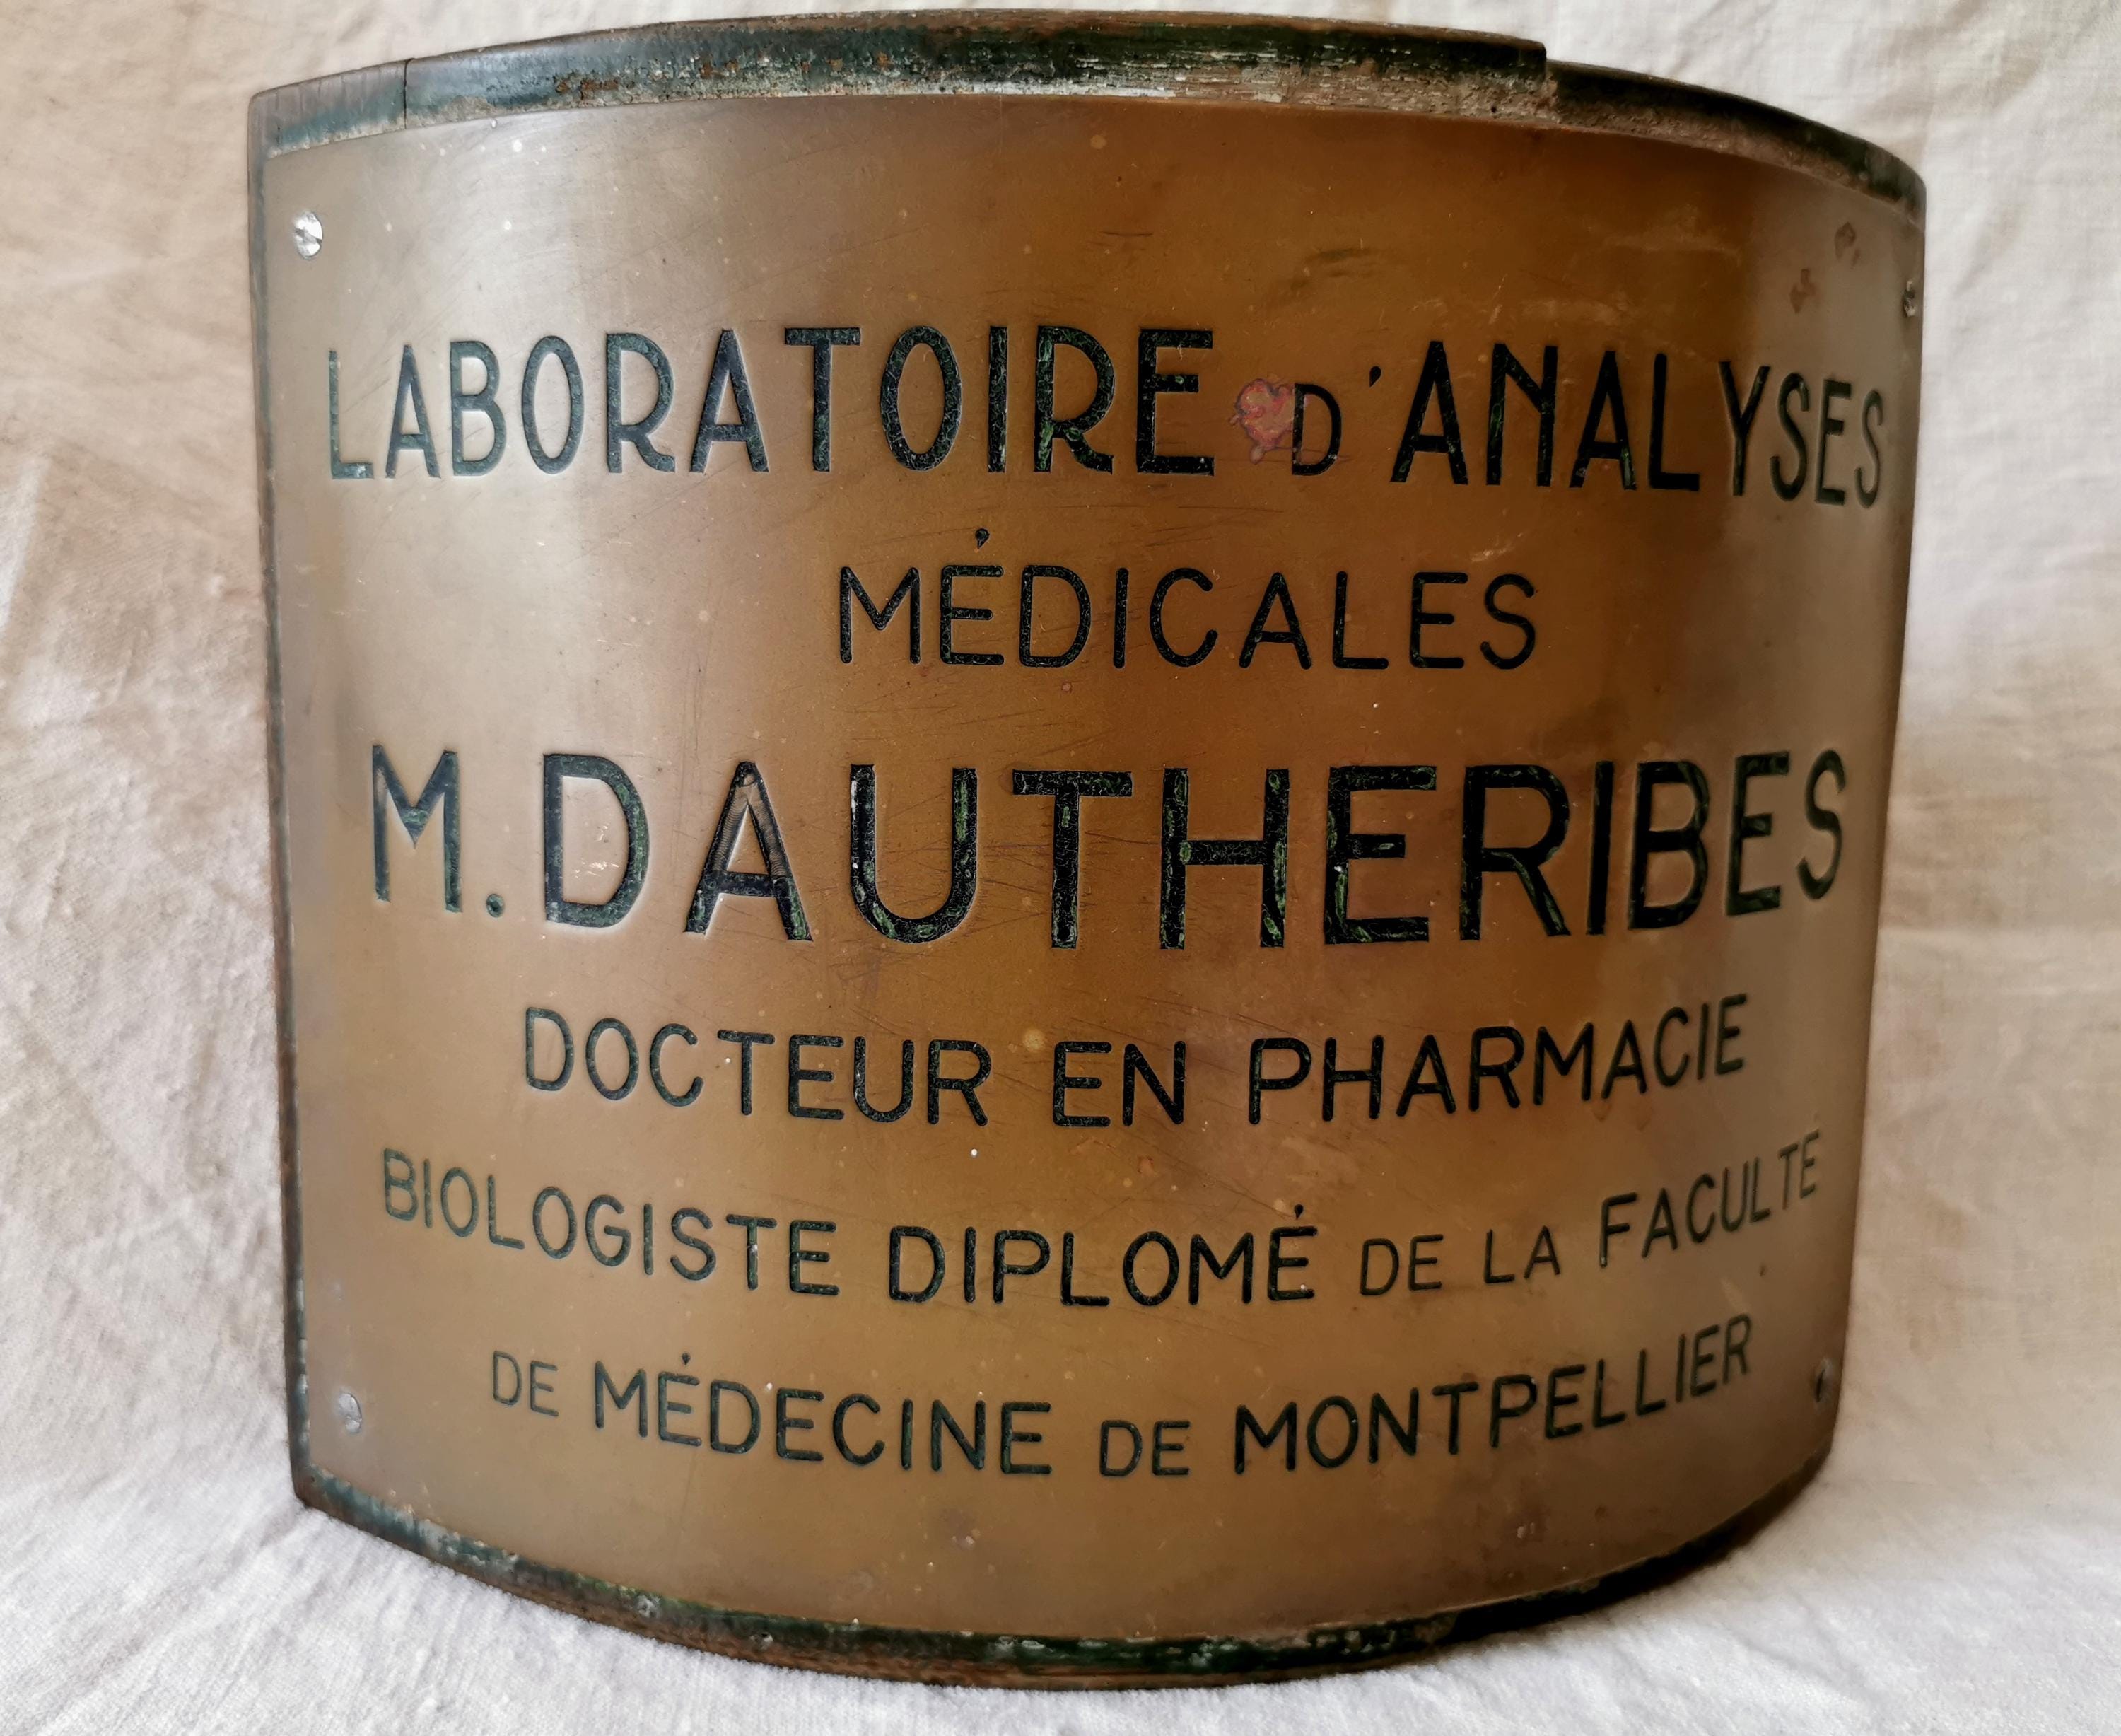 LABORATOIRE D'ANALYSES
MÉDICALES
M. DAUTHERIBES
DOCTEUR EN PHARMACIE
BIOLOGISTE DIPLOMÉ DE LA FACULTE
DE MÉDECINE DE MONTPELLIER